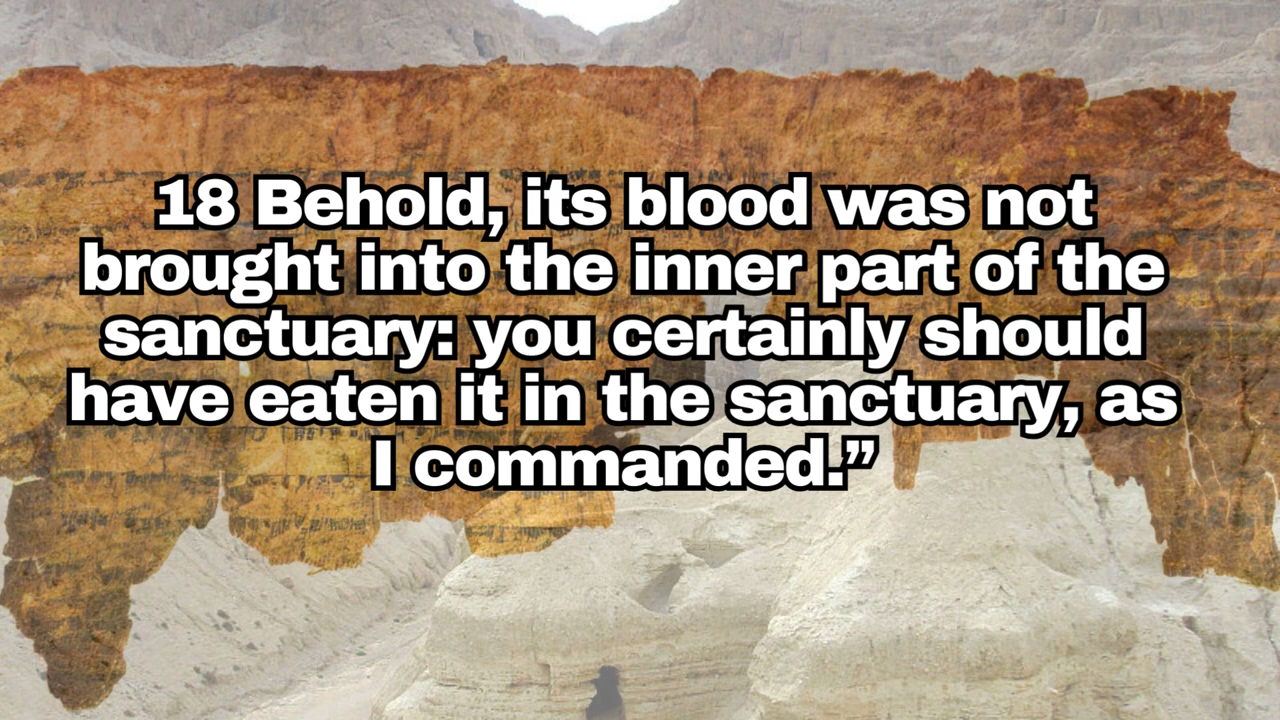 18 Behold, its blood was not
brought into the inner part of the
sanctuary: you certainly should
have eaten it in the sanctuary, as
I commanded.”